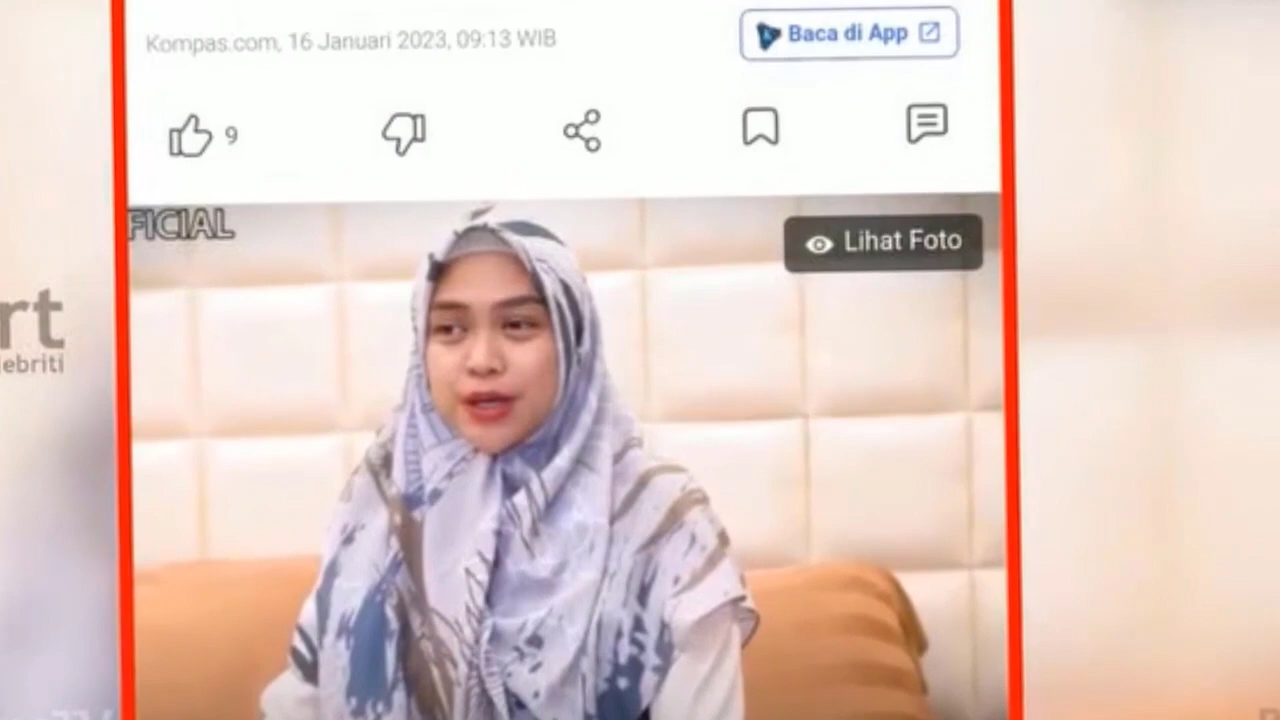 Kompas.com, 16 Januari 2023, 09:13 WIB
Baca di App
9
FICIAL
Lihat Foto
rt
lebriti